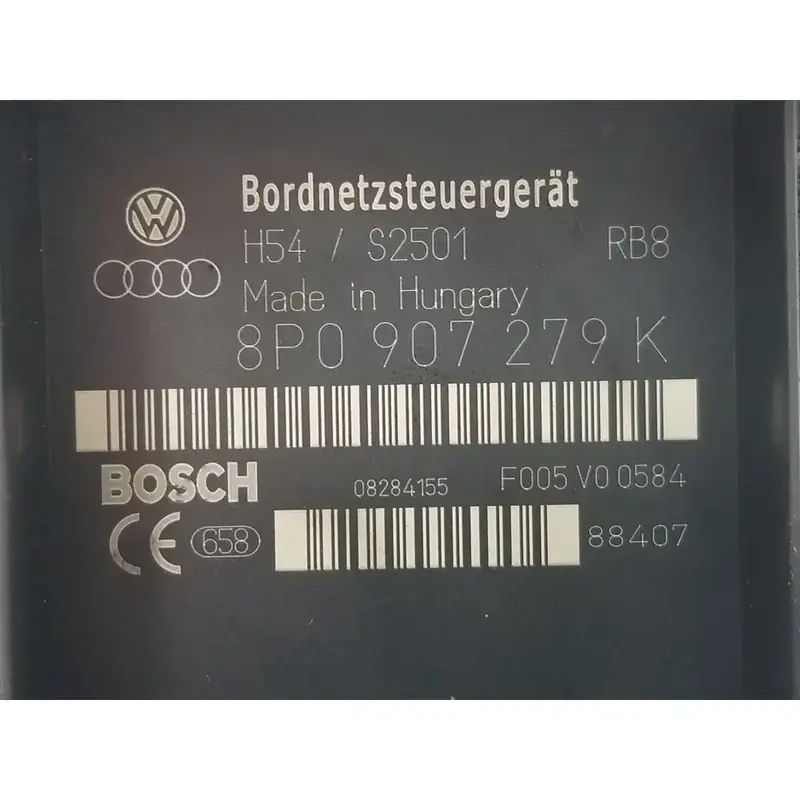 Bordnetzsteuergerät
H54 / S2501 RB8
Made in Hungary
8P0 907 279 K
BOSCH 08284155 F005 V0 0584
CE 658 88407